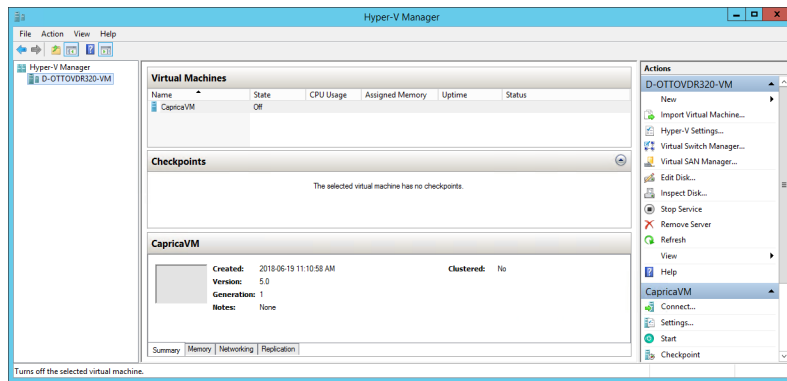 Hyper-V Manager
File Action View Help
Hyper-V Manager
D-OTTOVDR320-VM
Virtual Machines
Name State CPU Usage Assigned Memory Uptime Status
CapricaVM Off
Checkpoints
The selected virtual machine has no checkpoints.
CapricaVM
Created: 2018-06-19 11:10:58 AM Clustered: No
Version: 5.0
Generation: 1
Notes: None
Summary Memory Networking Replication
Actions
D-OTTOVDR320-VM
New
Import Virtual Machine...
Hyper-V Settings...
Virtual Switch Manager...
Virtual SAN Manager...
Edit Disk...
Inspect Disk...
Stop Service
Remove Server
Refresh
View
Help
CapricaVM
Connect...
Settings...
Start
Checkpoint
Turns off the selected virtual machine.